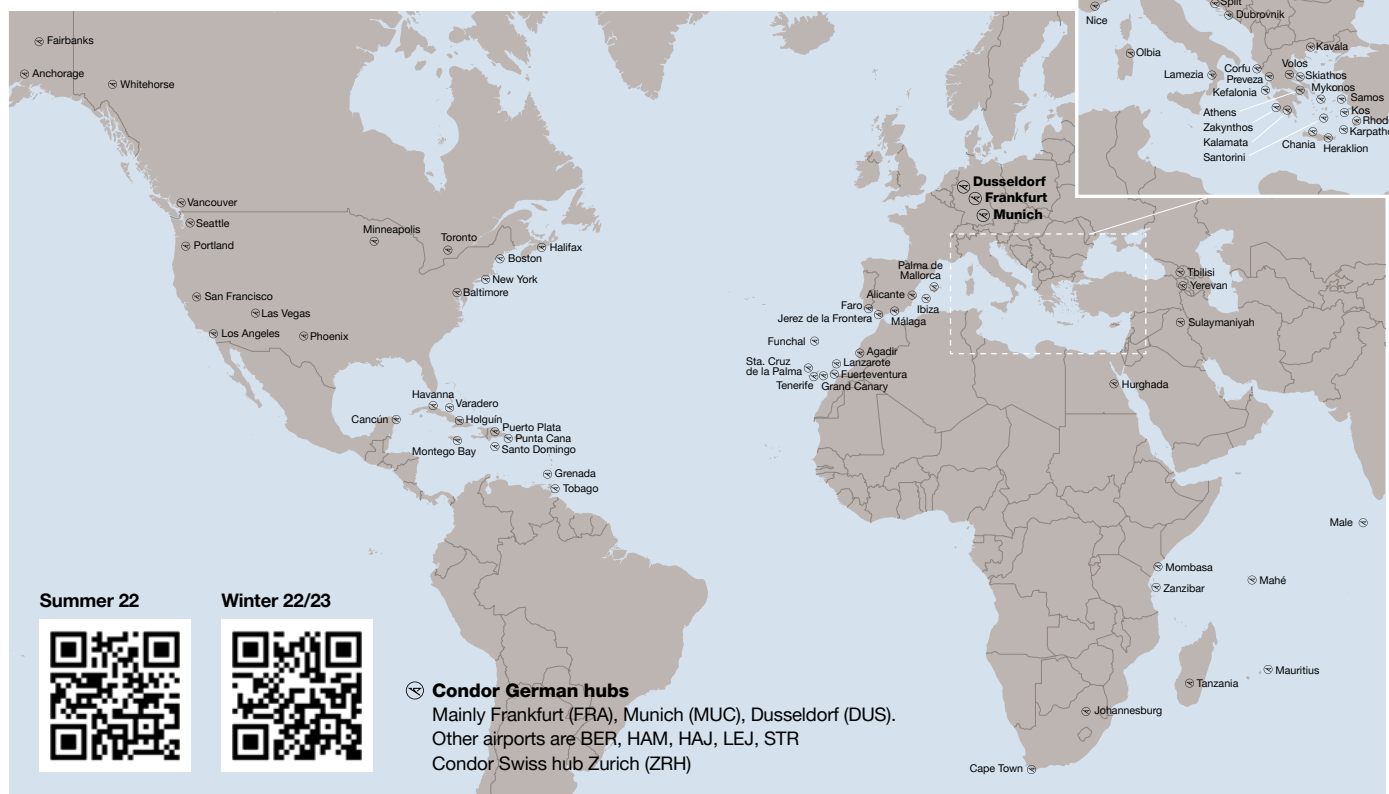 Fairbanks
Anchorage
Whitehorse
Vancouver
Seattle
Portland
San Francisco
Las Vegas
Los Angeles
Phoenix
Minneapolis
Toronto
Halifax
Boston
New York
Baltimore
Havanna
Varadero
Cancún
Holguín
Puerto Plata
Punta Cana
Santo Domingo
Montego Bay
Grenada
Tobago
Dusseldorf
Frankfurt
Munich
Palma de
Mallorca
Alicante
Ibiza
Faro
Jerez de la Frontera
Málaga
Funchal
Agadir
Lanzarote
Sta. Cruz
de la Palma
Fuerteventura
Tenerife
Grand Canary
Split
Dubrovnik
Nice
Olbia
Kavala
Lamezia
Corfu
Volos
Preveza
Skiathos
Kefalonia
Mykonos
Samos
Athens
Kos
Zakynthos
Rhod
Kalamata
Karpatho
Santorini
Chania
Heraklion
Tbilisi
Yerevan
Sulaymaniyah
Hurghada
Male
Mombasa
Mahé
Zanzibar
Mauritius
Tanzania
Johannesburg
Cape Town
Summer 22
Winter 22/23
Condor German hubs
Mainly Frankfurt (FRA), Munich (MUC), Dusseldorf (DUS).
Other airports are BER, HAM, HAJ, LEJ, STR
Condor Swiss hub Zurich (ZRH)